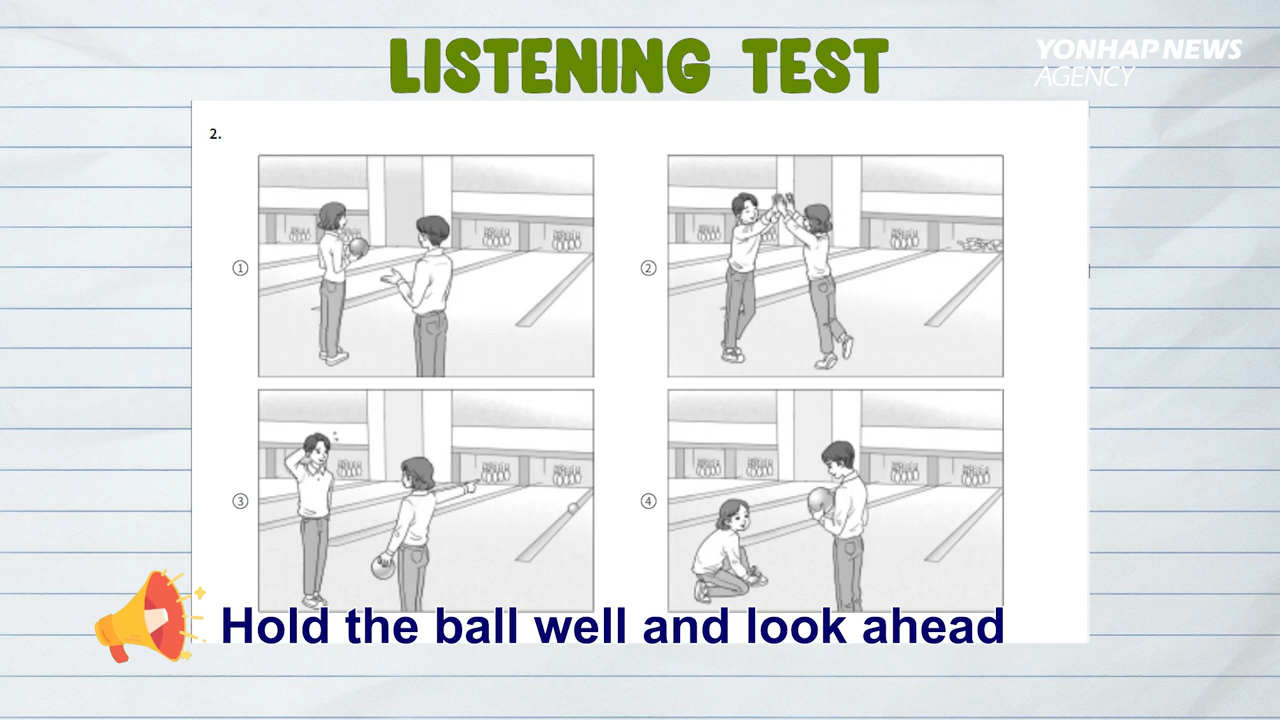 LISTENING TEST
YONHAP NEWS
AGENCY
2.
①
②
③
④
Hold the ball well and look ahead